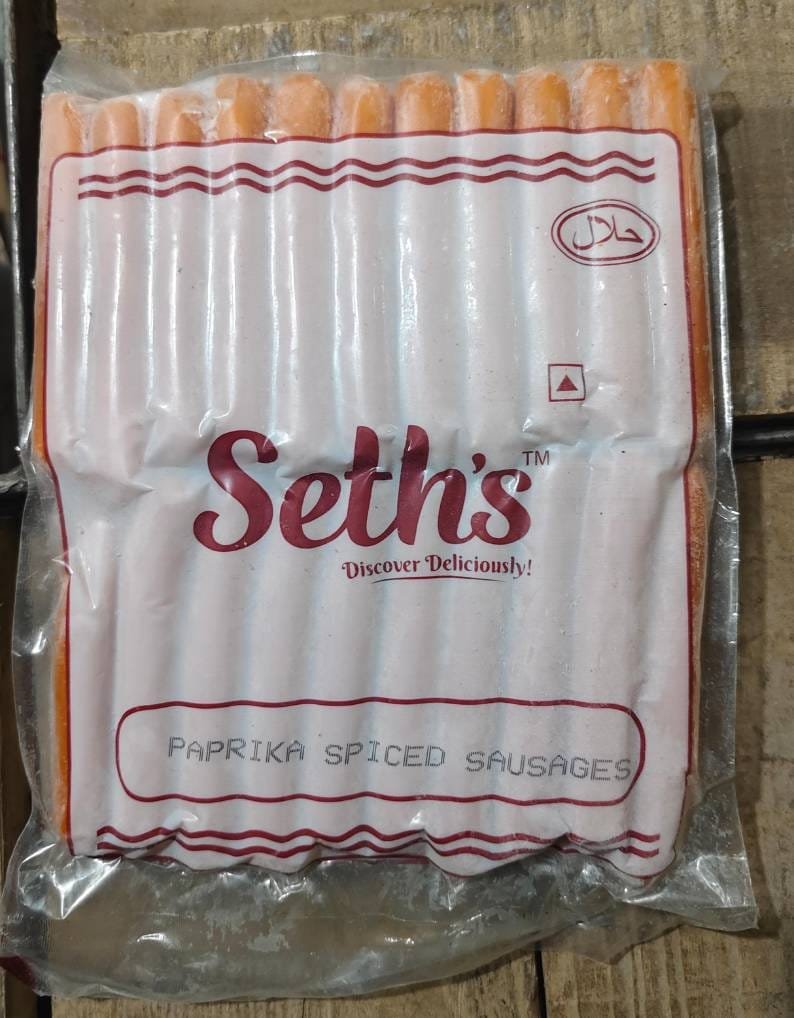 حلال
Seth's™
Discover Deliciously!
PAPRIKA SPICED SAUSAGES